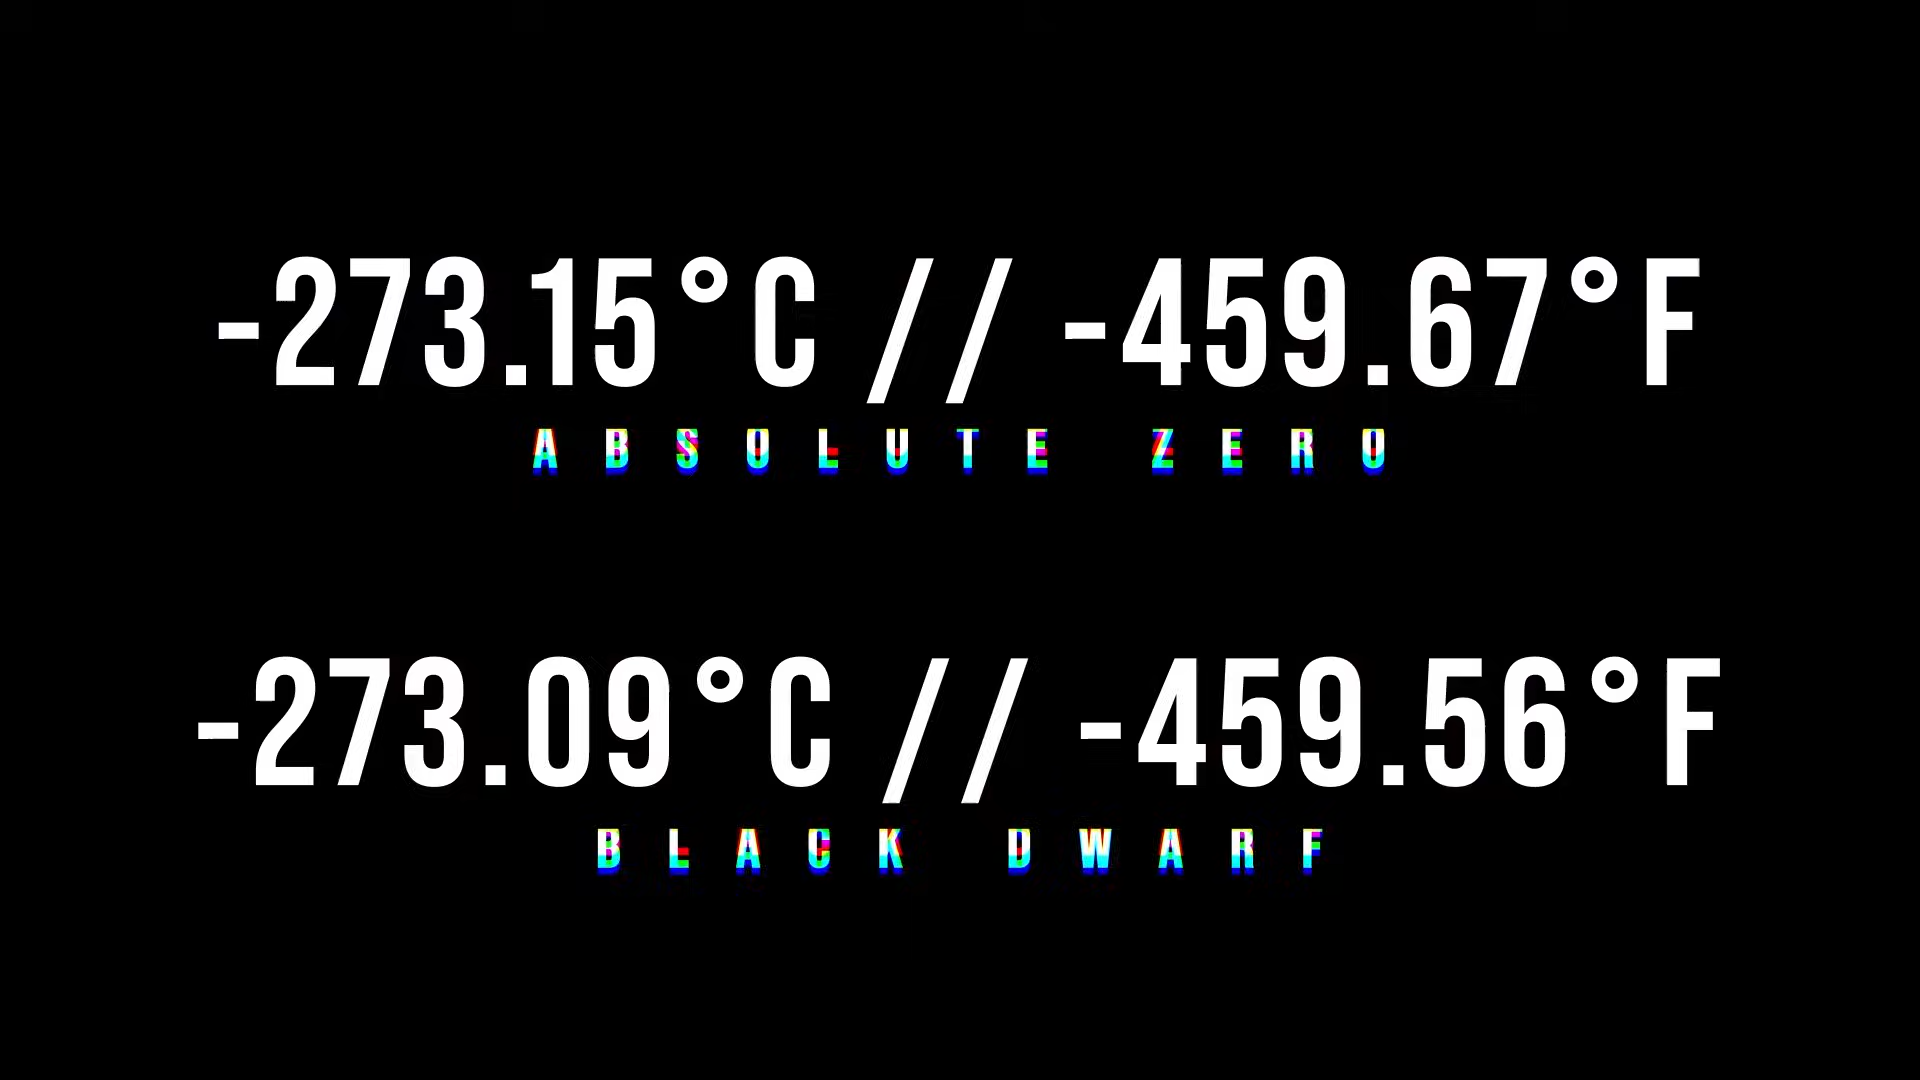 -273.15°C // -459.67°F
ABSOLUTE ZERO
-273.09°C // -459.56°F
BLACK DWARF